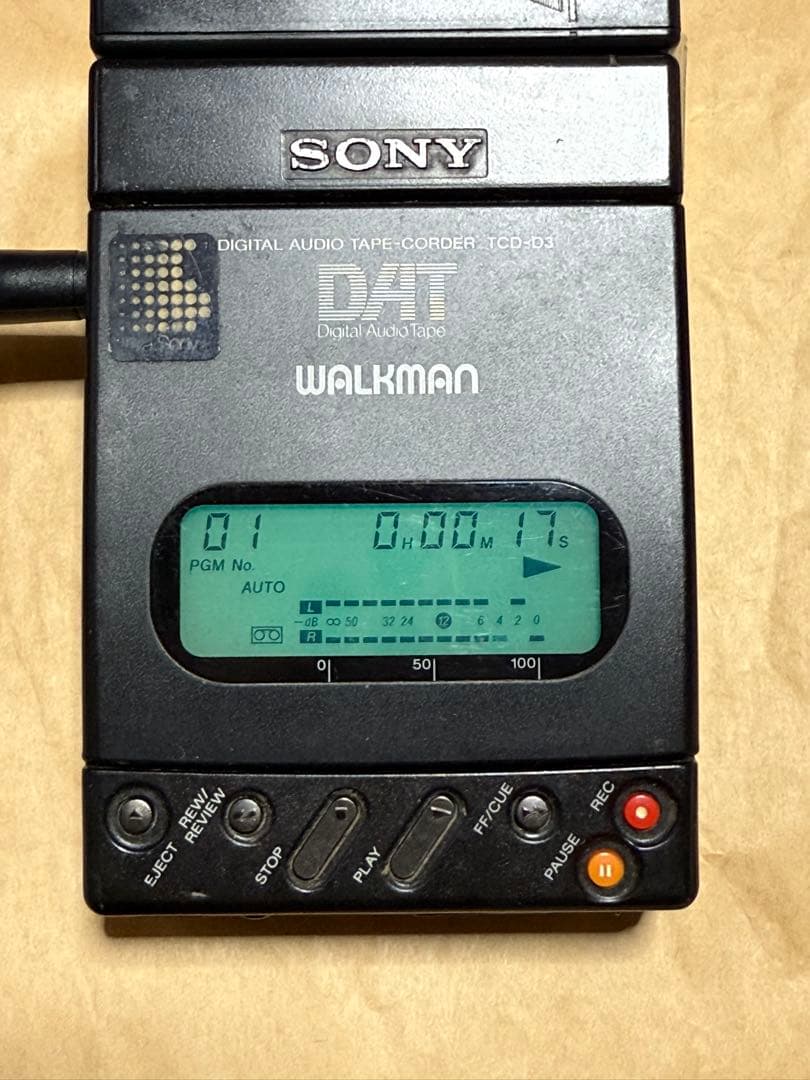 SONY
DIGITAL AUDIO TAPE-CORDER TCD-D3
DAT
Digital Audio Tape
Sony
WALKMAN
01 0H00M17S
PGM No.
AUTO
L
-dB ∞ 50 32 24 12 6 4 2 0
R
0 50 100
EJECT
REW/
REVIEW
STOP
PLAY
FF/CUE
PAUSE
REC